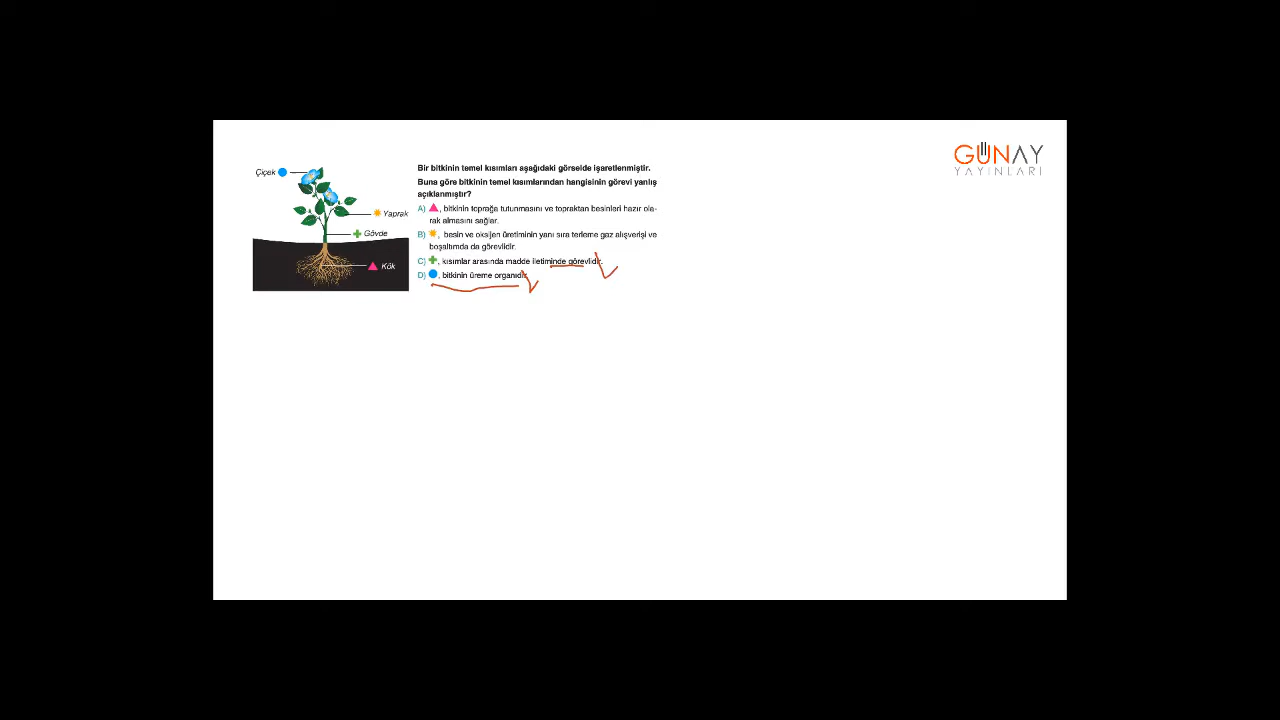 GÜNAY
YAYINLARI
Çiçek
Yaprak
Gövde
Kök
Bir bitkinin temel kısımları aşağıdaki görselde işaretlenmiştir.
Buna göre bitkinin temel kısımlarından hangisinin görevi yanlış
açıklanmıştır?
A) , bitkinin toprağa tutunmasını ve topraktan besinleri hazır ola-
rak almasını sağlar.
B) , besin ve oksijen üretiminin yanı sıra terleme gaz alışverişi ve
boşaltımda da görevlidir.
C) , kısımlar arasında madde iletiminde görevlidir.
D) , bitkinin üreme organıdır.